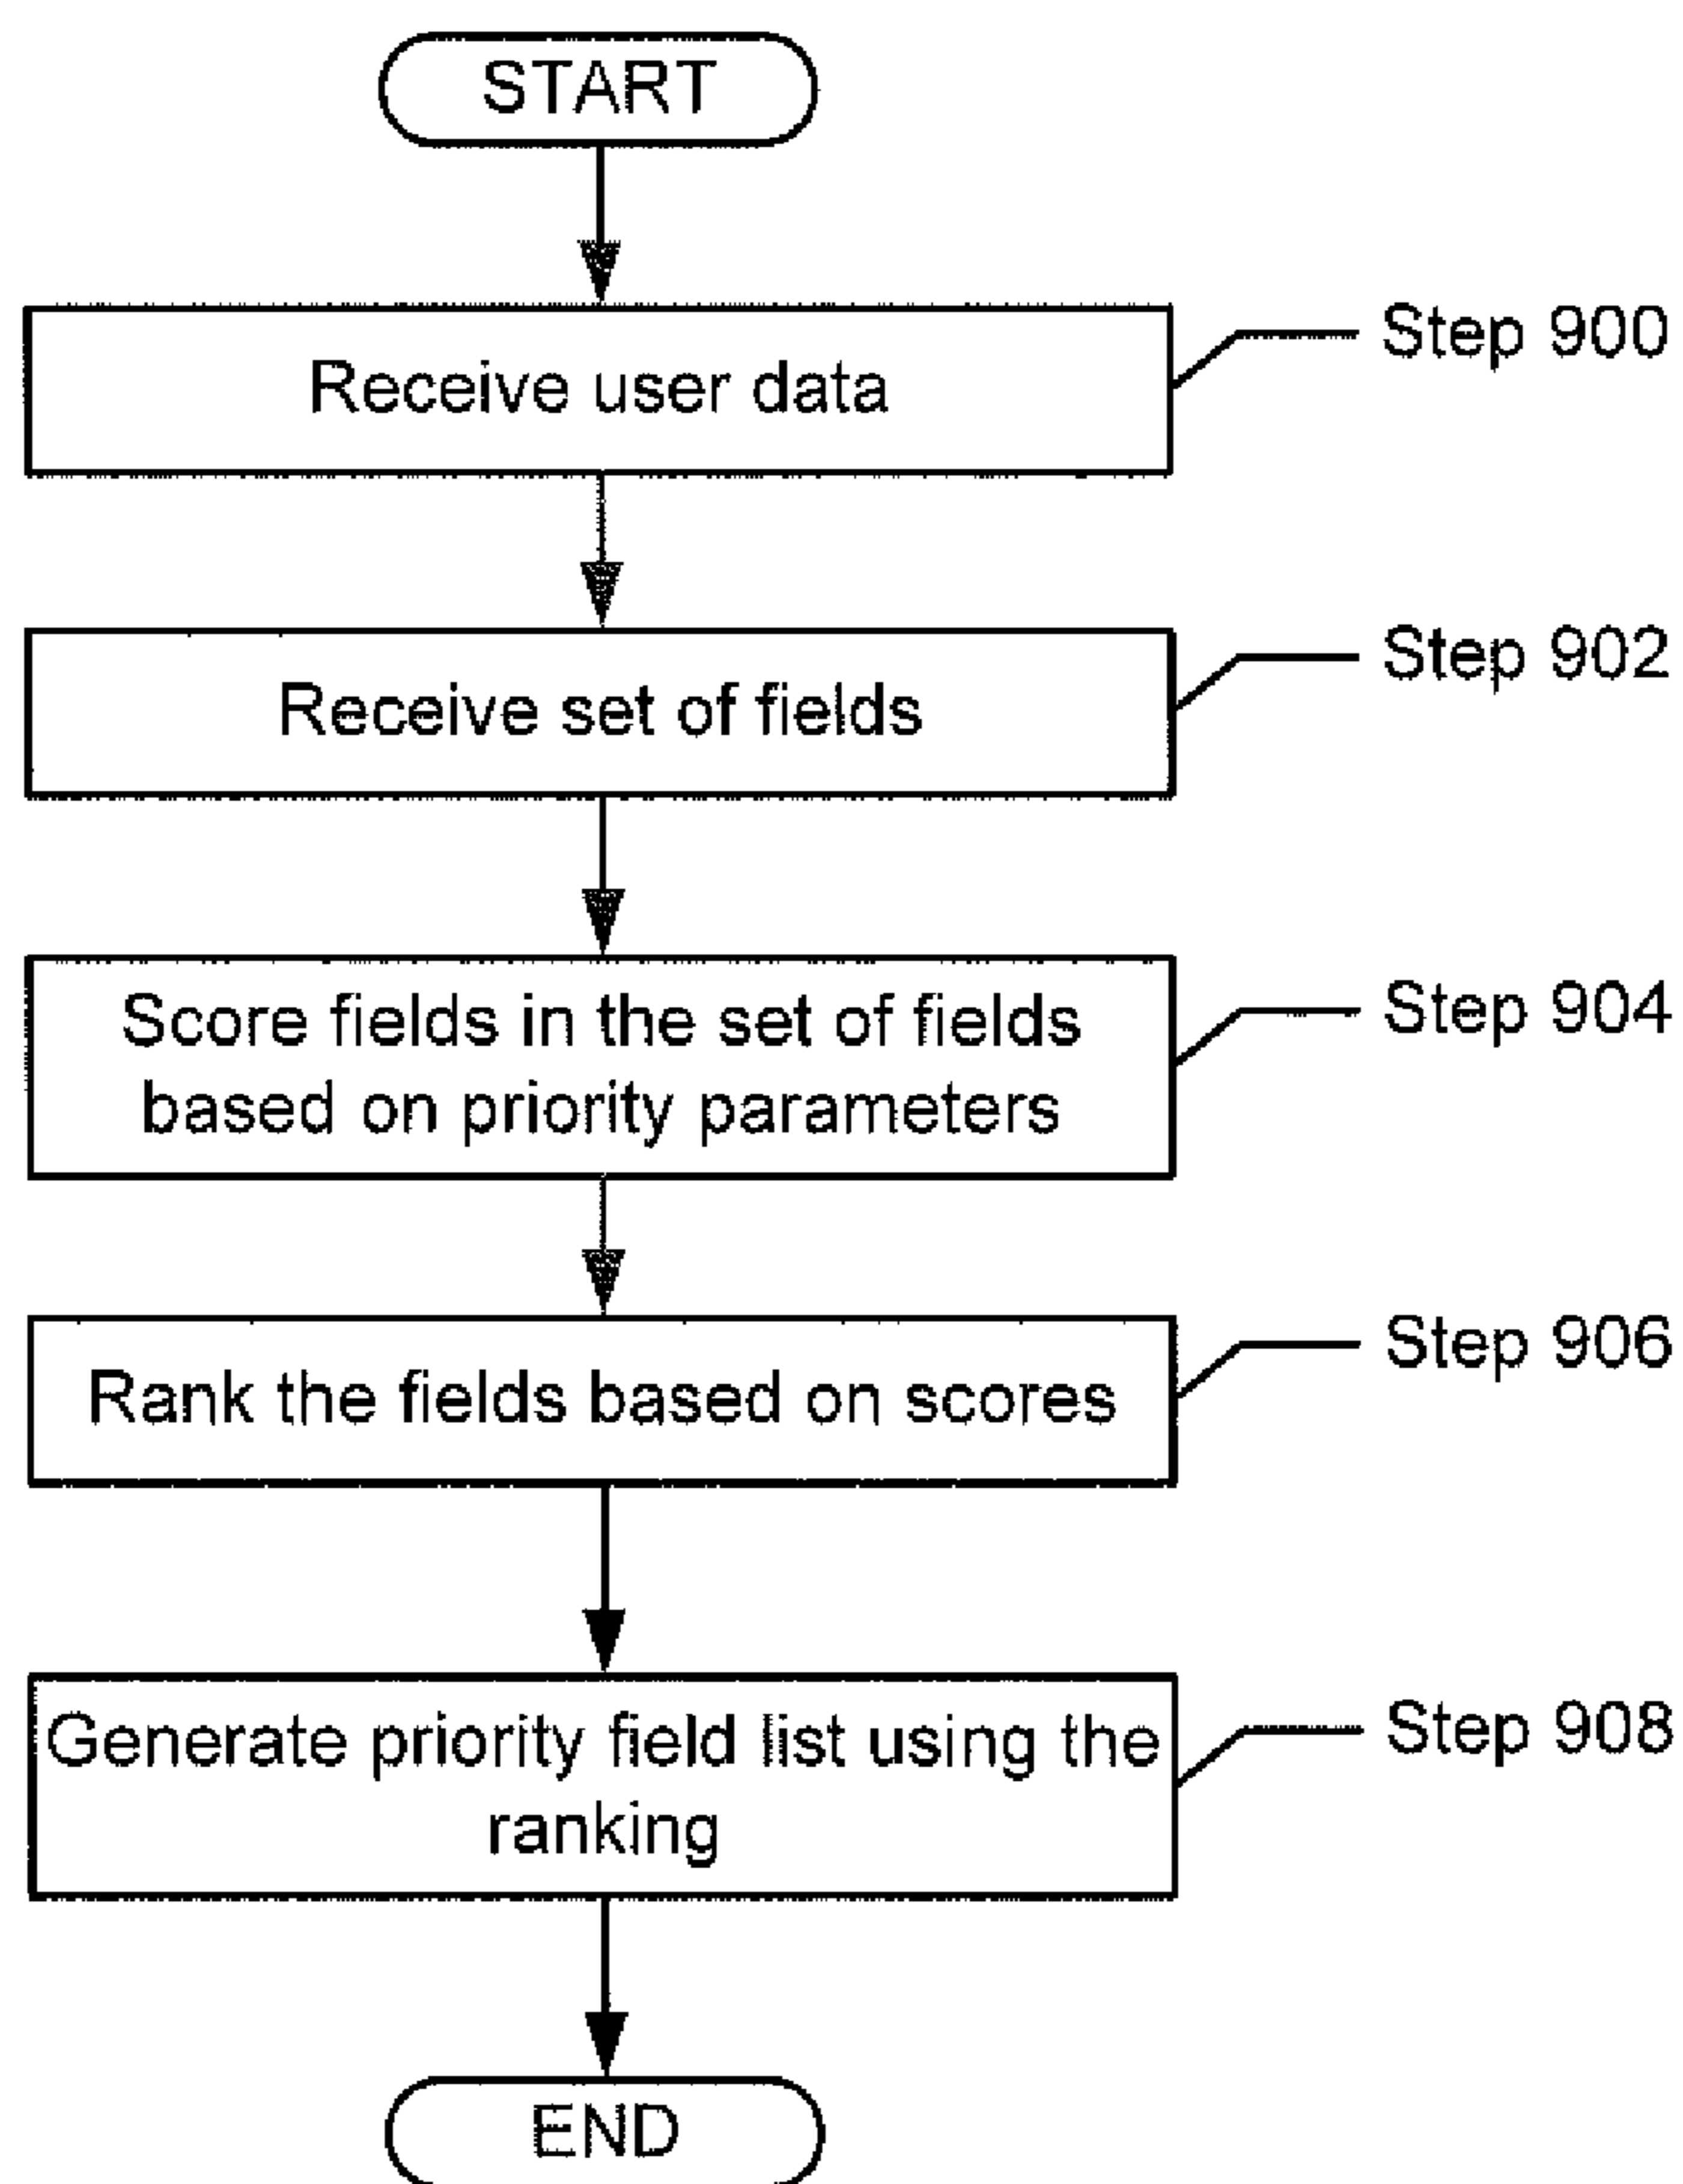 START
Receive user data
Step 900
Receive set of fields
Step 902
Score fields in the set of fields
based on priority parameters
Step 904
Rank the fields based on scores
Step 906
Generate priority field list using the
ranking
Step 908
END